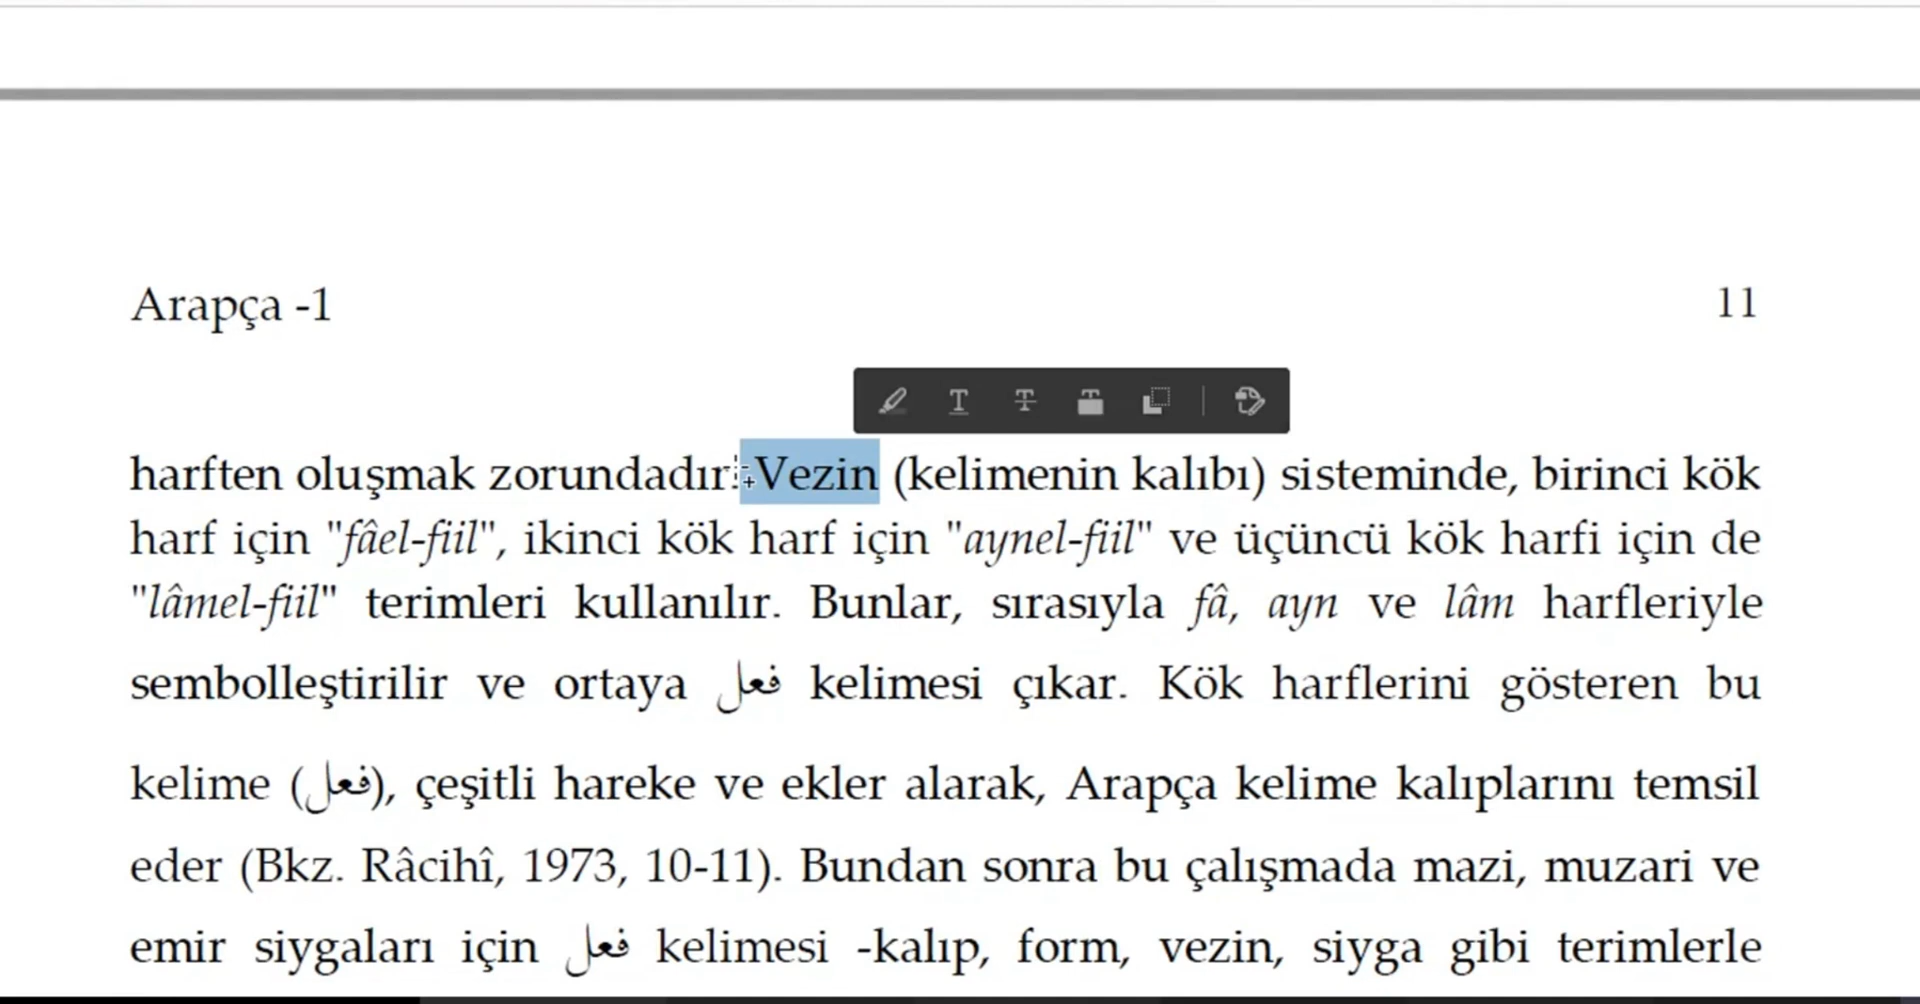 Arapça -1
11
harften oluşmak zorundadır. Vezin (kelimenin kalıbı) sisteminde, birinci kök
harf için "fâel-fiil", ikinci kök harf için "aynel-fiil" ve üçüncü kök harfi için de
"lâmel-fiil" terimleri kullanılır. Bunlar, sırasıyla fâ, ayn ve lâm harfleriyle
sembolleştirilir ve ortaya فعل kelimesi çıkar. Kök harflerini gösteren bu
kelime (فعل), çeşitli hareke ve ekler alarak, Arapça kelime kalıplarını temsil
eder (Bkz. Râcihî, 1973, 10-11). Bundan sonra bu çalışmada mazi, muzari ve
emir siygaları için فعل kelimesi -kalıp, form, vezin, siyga gibi terimlerle